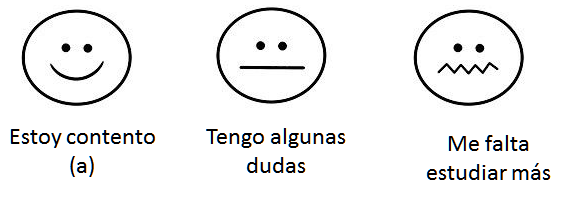 Estoy contento
(a)
Tengo algunas
dudas
Me falta
estudiar más